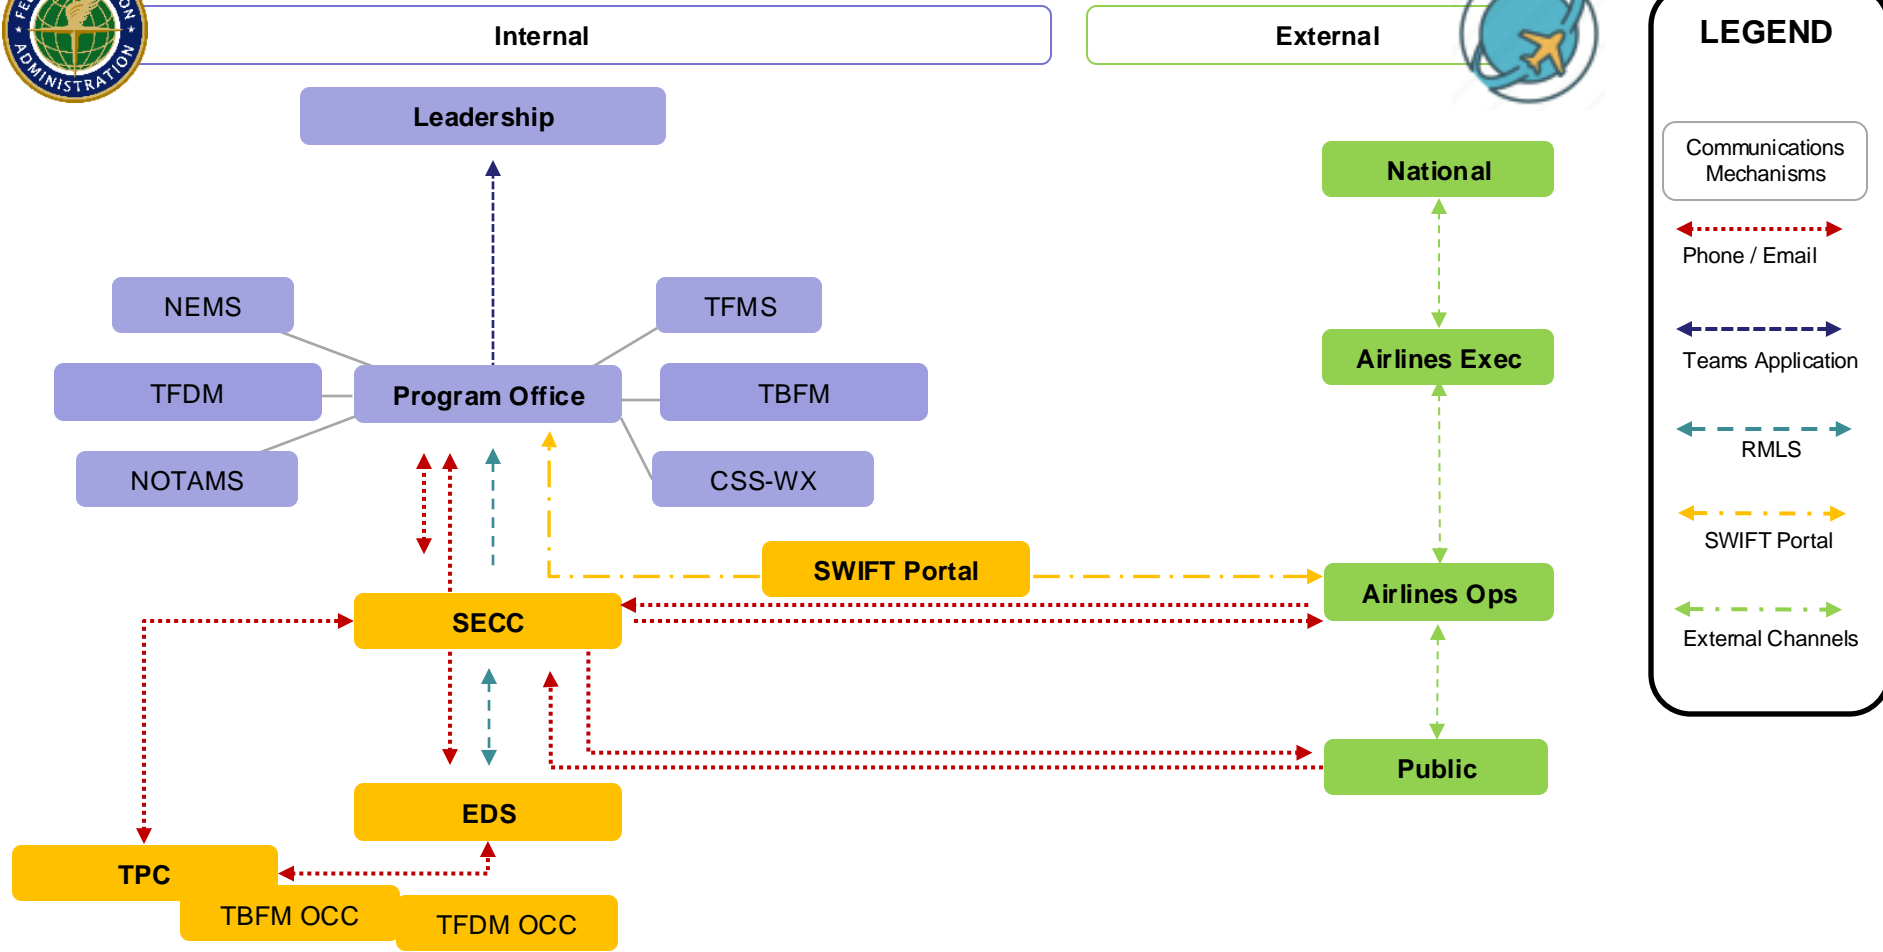 ADMINISTRATION
Internal
External
LEGEND
Leadership
Communications
Mechanisms
National
Phone / Email
NEMS
TFMS
Teams Application
Airlines Exec
TFDM
Program Office
TBFM
RMLS
NOTAMS
CSS-WX
SWIFT Portal
SWIFT Portal
Airlines Ops
SECC
External Channels
Public
EDS
TPC
TBFM OCC
TFDM OCC